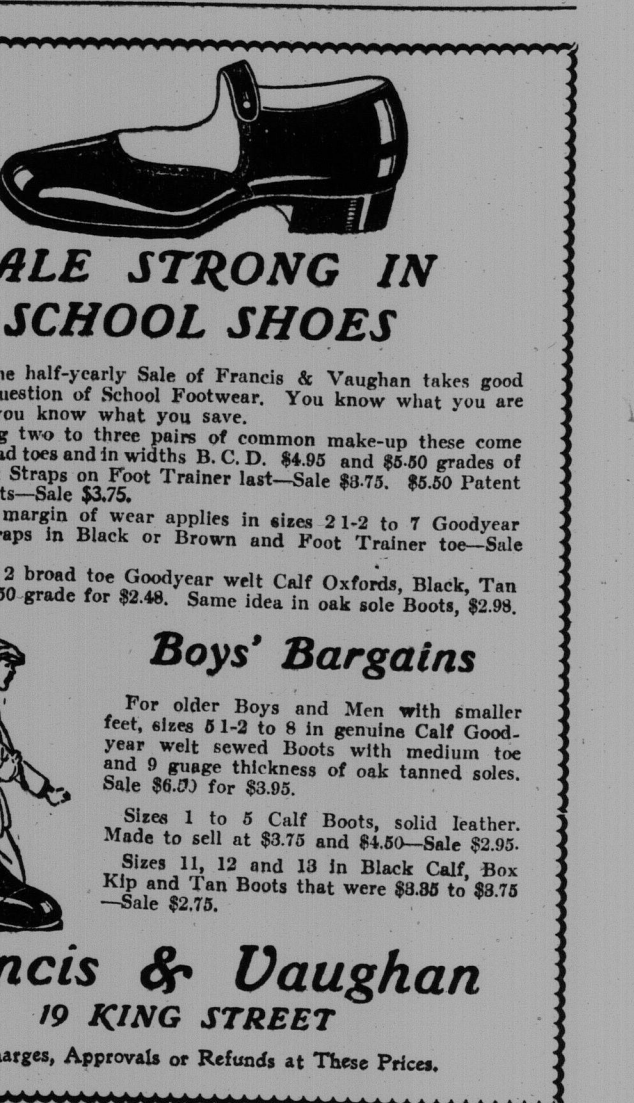 ALE STRONG IN
SCHOOL SHOES
he half-yearly Sale of Francis & Vaughan takes good
uestion of School Footwear. You know what you are
you know what you save.
g two to three pairs of common make-up these come
ad toes and in widths B. C. D. $4.95 and $5.50 grades of
Straps on Foot Trainer last—Sale $3.75. $5.50 Patent
ts—Sale $3.75.
margin of wear applies in sizes 2 1-2 to 7 Goodyear
raps in Black or Brown and Foot Trainer toe—Sale
2 broad toe Goodyear welt Calf Oxfords, Black, Tan
50 grade for $2.48. Same idea in oak sole Boots, $2.98.
Boys' Bargains
For older Boys and Men with smaller
feet, sizes 5 1-2 to 8 in genuine Calf Good-
year welt sewed Boots with medium toe
and 9 guage thickness of oak tanned soles.
Sale $6.50 for $3.95.
Sizes 1 to 5 Calf Boots, solid leather.
Made to sell at $3.75 and $4.50—Sale $2.95.
Sizes 11, 12 and 13 in Black Calf, Box
Kip and Tan Boots that were $3.35 to $3.75
—Sale $2.75.
ncis & Vaughan
19 KING STREET
arges, Approvals or Refunds at These Prices.